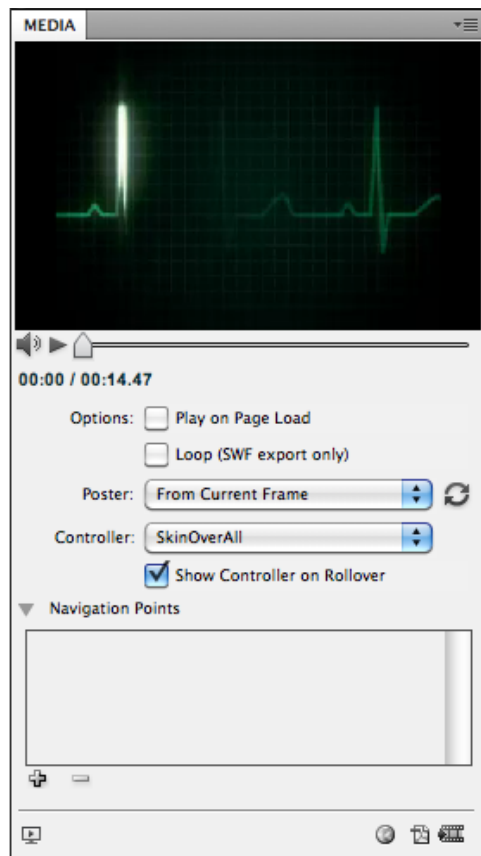 MEDIA
00:00 / 00:14.47
Options: Play on Page Load
Loop (SWF export only)
Poster: From Current Frame
Controller: SkinOverAll
Show Controller on Rollover
Navigation Points